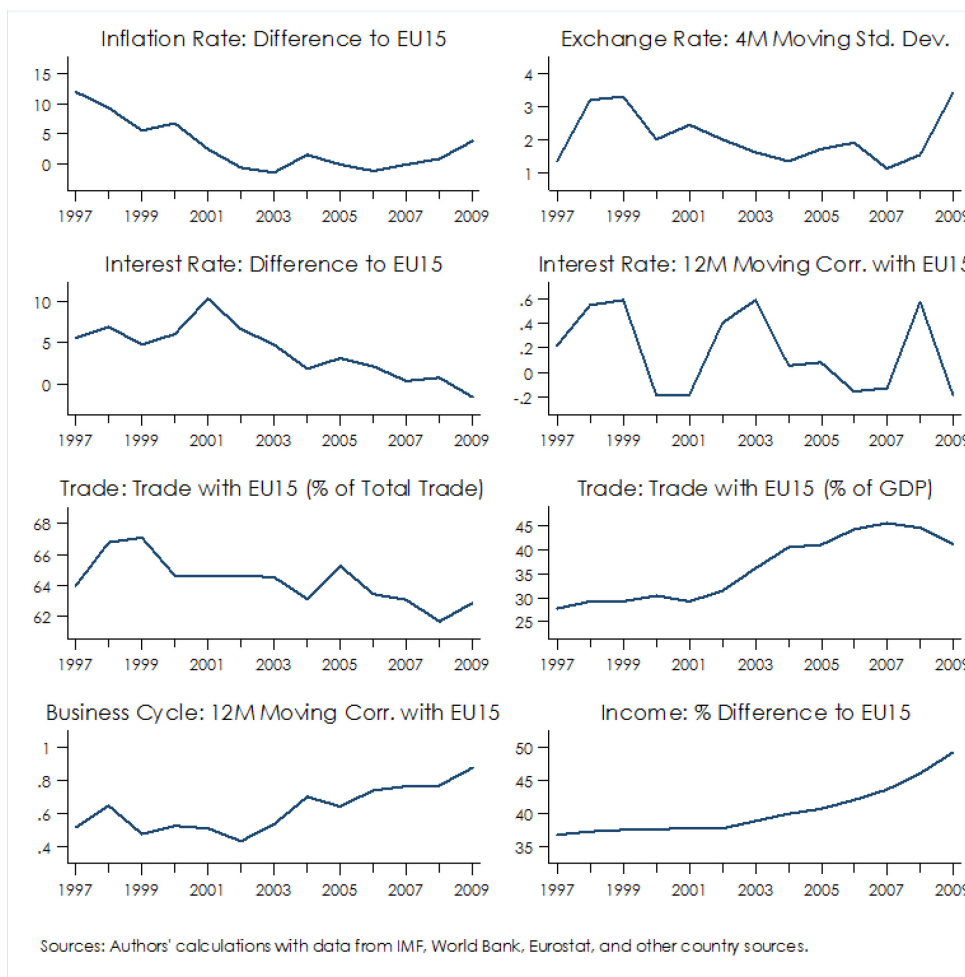 Inflation Rate: Difference to EU15
15
10
5
0
1997 1999 2001 2003 2005 2007 2009
Exchange Rate: 4M Moving Std. Dev.
4
3
2
1
1997 1999 2001 2003 2005 2007 2009
Interest Rate: Difference to EU15
10
5
0
1997 1999 2001 2003 2005 2007 2009
Interest Rate: 12M Moving Corr. with EU15
.6
.4
.2
0
-.2
1997 1999 2001 2003 2005 2007 2009
Trade: Trade with EU15 (% of Total Trade)
68
66
64
62
1997 1999 2001 2003 2005 2007 2009
Trade: Trade with EU15 (% of GDP)
45
40
35
30
25
1997 1999 2001 2003 2005 2007 2009
Business Cycle: 12M Moving Corr. with EU15
1
.8
.6
.4
1997 1999 2001 2003 2005 2007 2009
Income: % Difference to EU15
50
45
40
35
1997 1999 2001 2003 2005 2007 2009
Sources: Authors' calculations with data from IMF, World Bank, Eurostat, and other country sources.